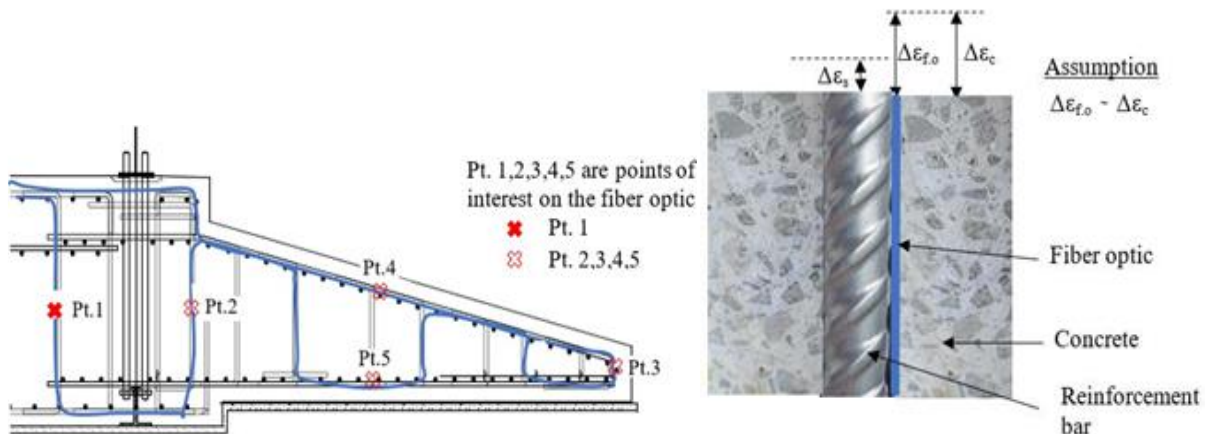 Pt. 1,2,3,4,5 are points of
interest on the fiber optic
Pt. 1
Pt. 2,3,4,5
Pt.1
Pt.2
Pt.4
Pt.5
Pt.3
Δεs
Δεf.o
Δεc
Assumption
Δεf.o ~ Δεc
Fiber optic
Concrete
Reinforcement
bar